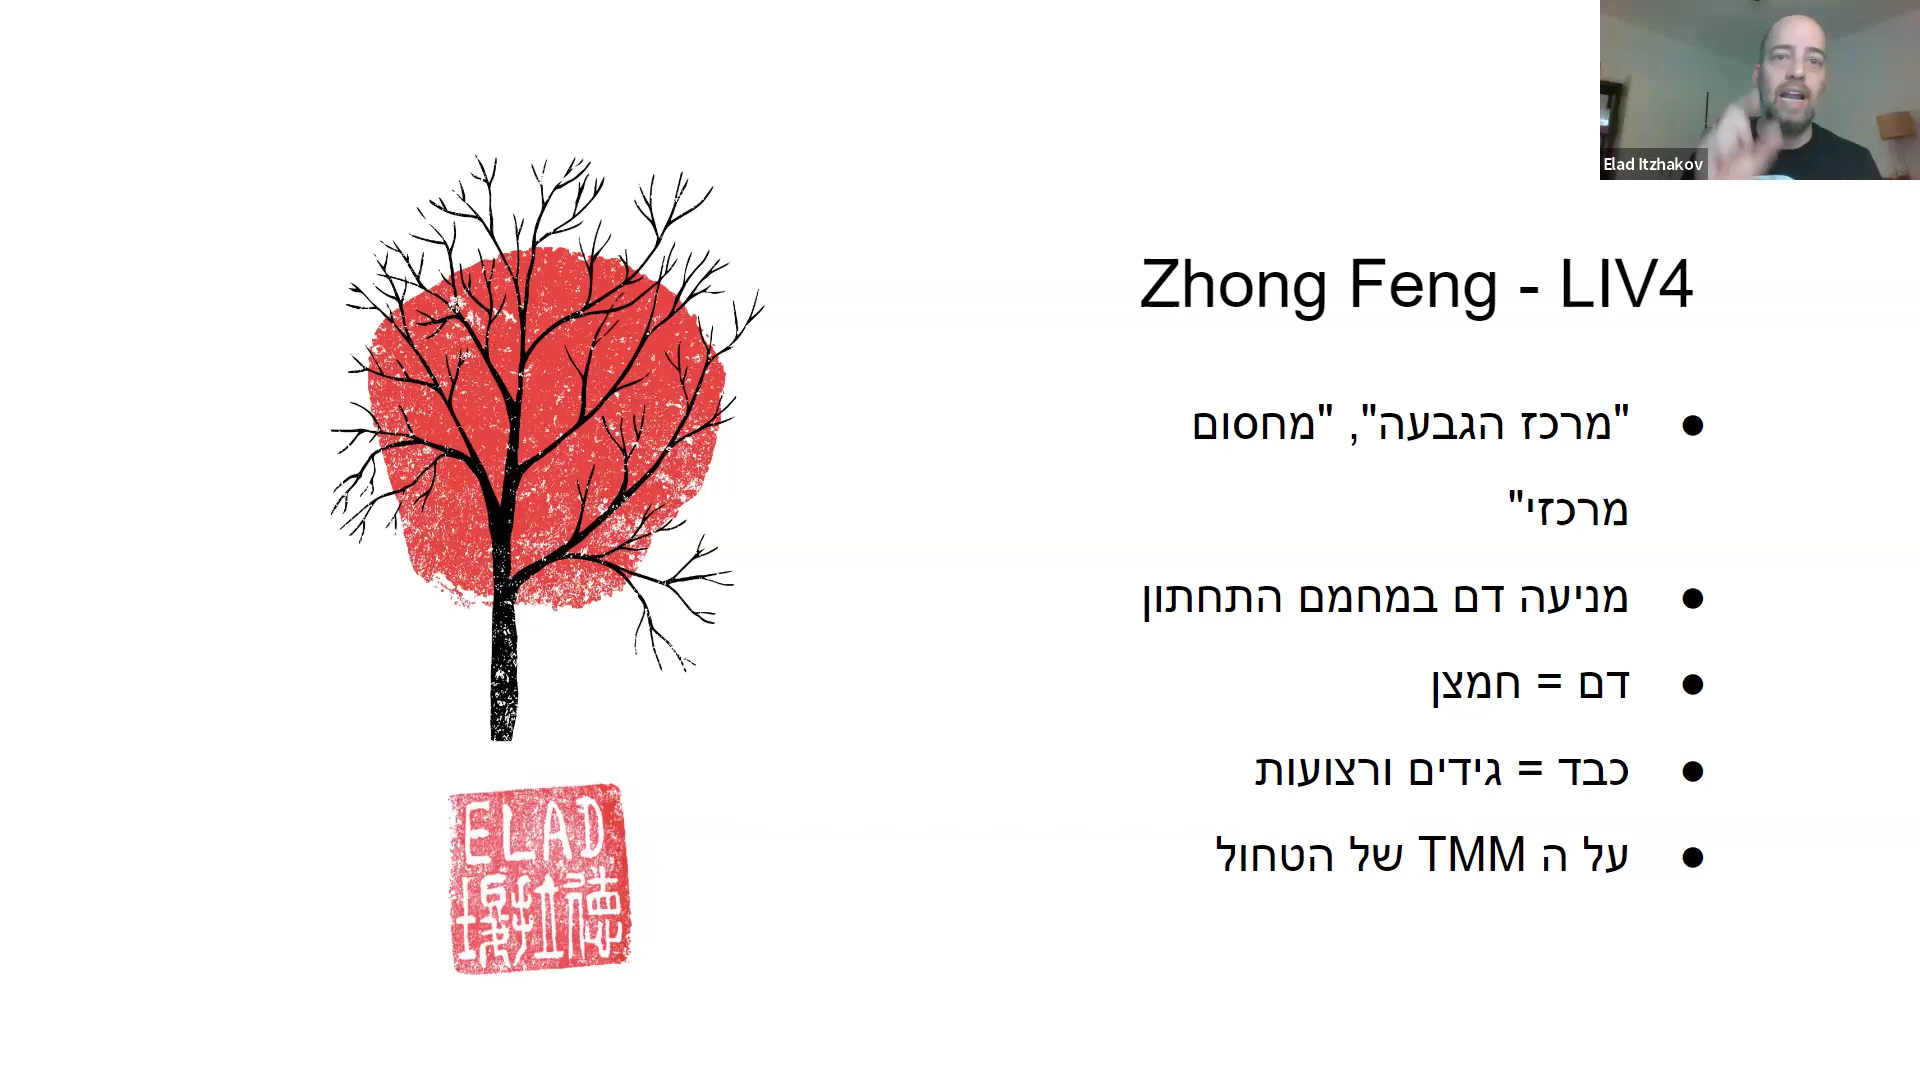 Elad Itzhakov
Zhong Feng - LIV4
● "מרכז הגבעה", "מחסום
מרכזי"
● מניעה דם במחמם התחתון
● דם = חמצן
● כבד = גידים ורצועות
● על ה TMM של הטחול
ELAD